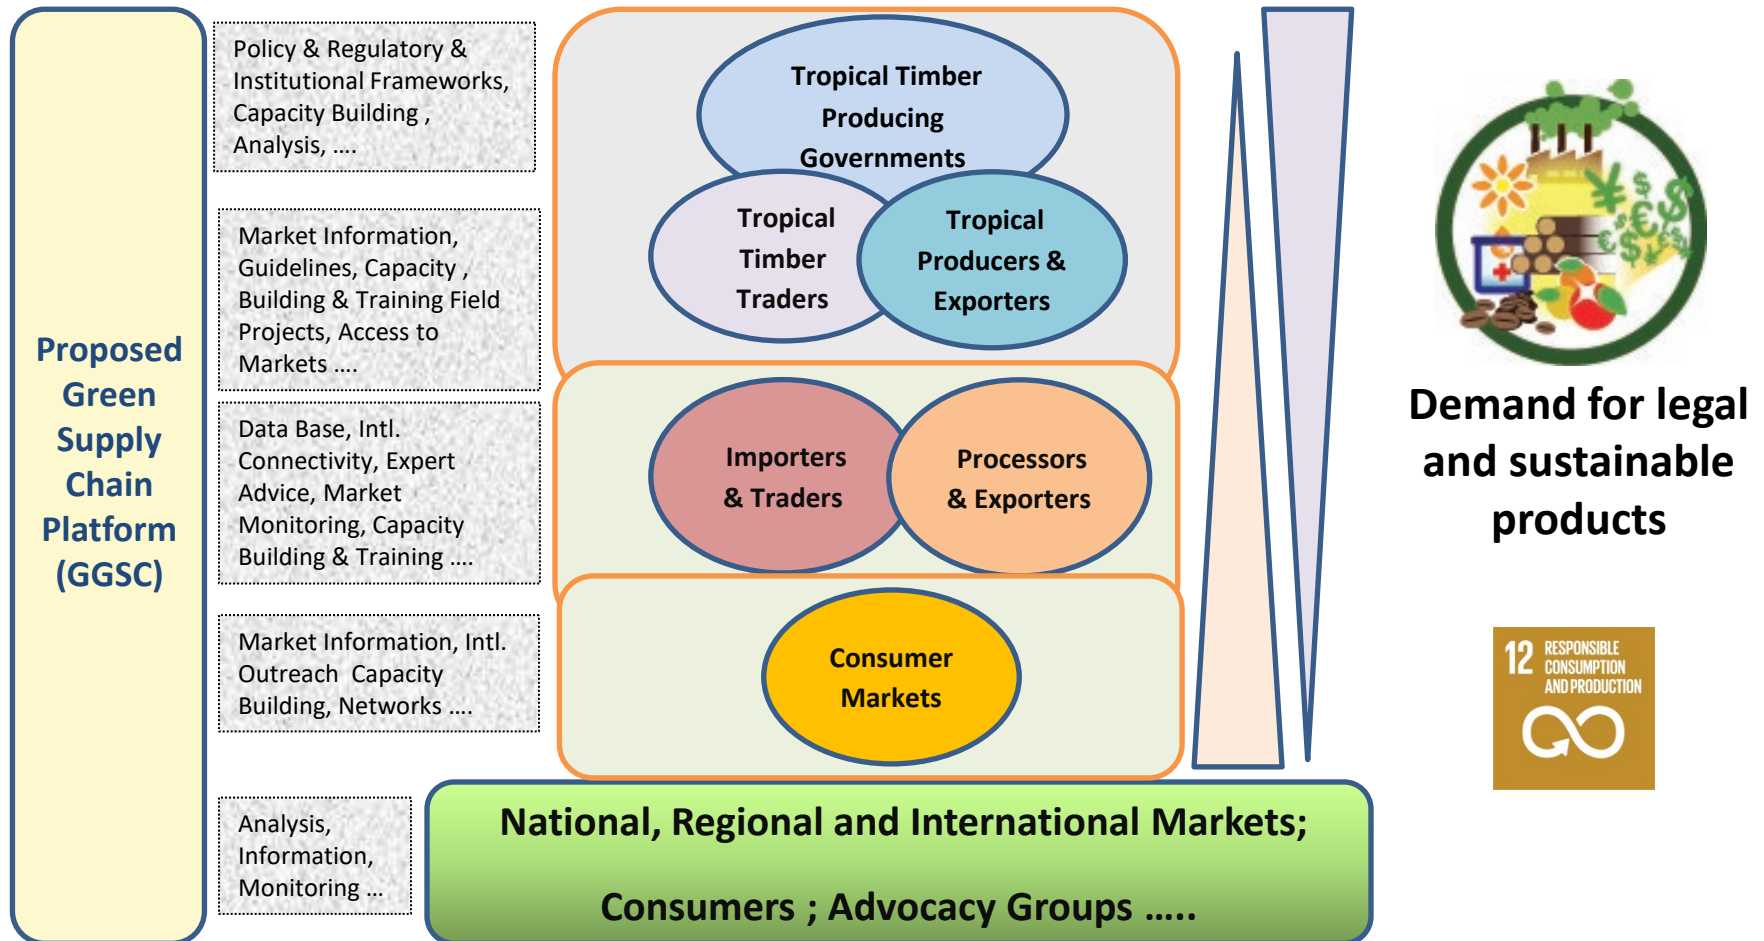 Proposed
Green
Supply
Chain
Platform
(GGSC)
Policy & Regulatory &
Institutional Frameworks,
Capacity Building ,
Analysis, ....
Market Information,
Guidelines, Capacity ,
Building & Training Field
Projects, Access to
Markets ....
Data Base, Intl.
Connectivity, Expert
Advice, Market
Monitoring, Capacity
Building & Training ....
Market Information, Intl.
Outreach  Capacity
Building, Networks ....
Analysis,
Information,
Monitoring ...
Tropical Timber
Producing
Governments
Tropical
Timber
Traders
Tropical
Producers &
Exporters
Importers
& Traders
Processors
& Exporters
Consumer
Markets
National, Regional and International Markets;
Consumers ; Advocacy Groups .....
Demand for legal
and sustainable
products
12 RESPONSIBLE
CONSUMPTION
AND PRODUCTION